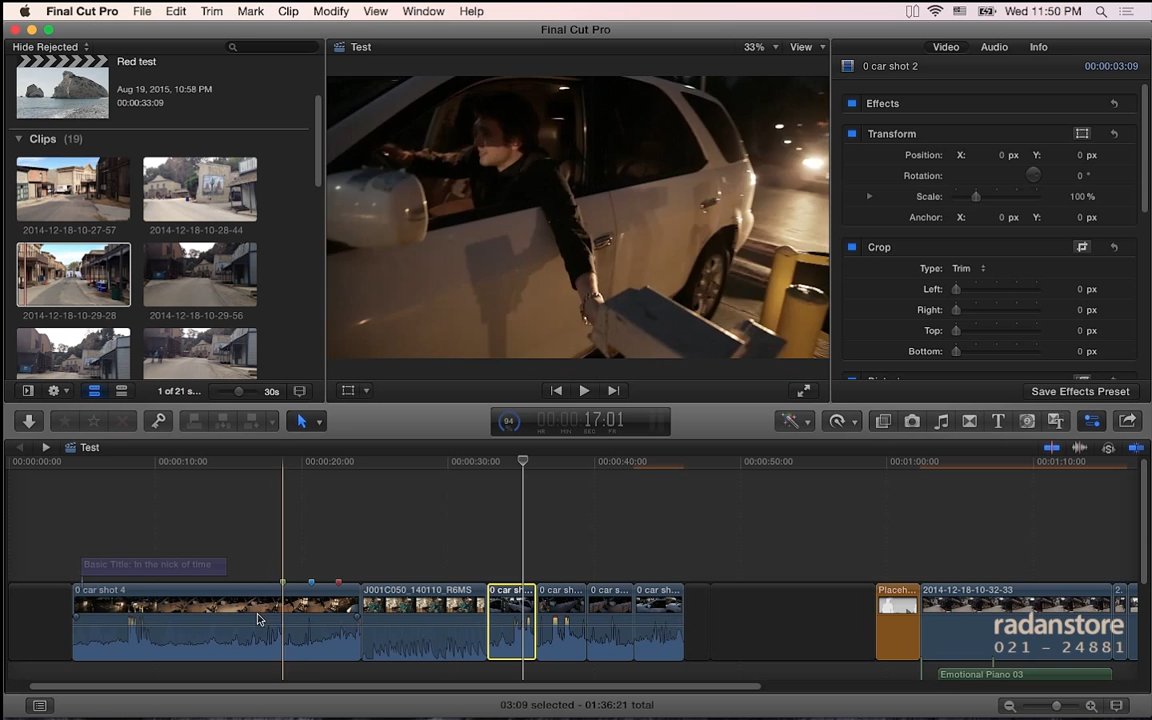 Final Cut Pro File Edit Trim Mark Clip Modify View Window Help Wed 11:50 PM
Final Cut Pro
Hide Rejected
Test 33% View
Video Audio Info
Red test
Aug 19, 2015, 10:58 PM
00:00:33:09
0 car shot 2 00:00:03:09
Effects
Clips (19)
Transform
Position: X: 0 px Y: 0 px
Rotation: 0 °
Scale: 100 %
Anchor: X: 0 px Y: 0 px
2014-12-18-10-27-57 2014-12-18-10-28-44
Crop
Type: Trim
Left: 0 px
Right: 0 px
2014-12-18-10-29-28 2014-12-18-10-29-56
Top: 0 px
Bottom: 0 px
1 of 21 s... 30s
Save Effects Preset
94 00:00:17:01
HR MIN SEC FR
Test
00:00:00:00 00:00:10:00 00:00:20:00 00:00:30:00 00:00:40:00 00:00:50:00 00:01:00:00 00:01:10:00
Basic Title: In the nick of time
0 car shot 4 J001C050_140110_R6MS 0 car sh... 0 car sh... 0 car s... 0 car sh... Placeh... 2014-12-18-10-32-33 2.
radanstore
021 - 24881
Emotional Piano 03
03:09 selected - 01:36:21 total